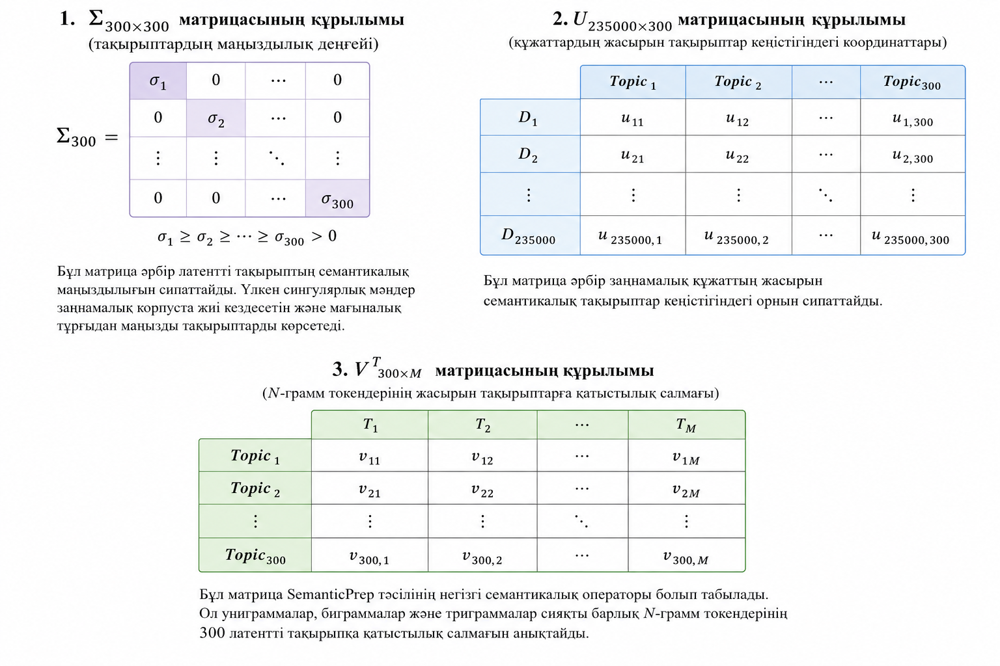 1. Σ300×300 матрицасының құрылымы
(тақырыптардың маңыздылық деңгейі)
Σ300 =
σ1 0 ⋯ 0
0 σ2 ⋯ 0
⋮ ⋮ ⋱ ⋮
0 0 ⋯ σ300
σ1 ≥ σ2 ≥ ⋯ ≥ σ300 > 0
Бұл матрица әрбір латентті тақырыптың семантикалық
маңыздылығын сипаттайды. Үлкен сингулярлық мәндер
заңнамалық корпуста жиі кездесетін және мағыналық
тұрғыдан маңызды тақырыптарды көрсетеді.
2. U235000×300 матрицасының құрылымы
(құжаттардың жасырын тақырыптар кеңістігіндегі координаттары)
Topic 1 Topic 2 ⋯ Topic300
D1 u11 u12 ⋯ u1,300
D2 u21 u22 ⋯ u2,300
⋮ ⋮ ⋮ ⋱ ⋮
D235000 u235000,1 u235000,2 ⋯ u235000,300
Бұл матрица әрбір заңнамалық құжаттың жасырын
семантикалық тақырыптар кеңістігіндегі орнын сипаттайды.
3. V^T 300×M матрицасының құрылымы
(N-грамм токендерінің жасырын тақырыптарға қатыстылық салмағы)
T1 T2 ⋯ TM
Topic 1 v11 v12 ⋯ v1M
Topic 2 v21 v22 ⋯ v2M
⋮ ⋮ ⋮ ⋱ ⋮
Topic300 v300,1 v300,2 ⋯ v300,M
Бұл матрица SemanticPrep тәсілінің негізгі семантикалық операторы болып табылады.
Ол униграммалар, биграммалар және триграммалар сияқты барлық N-грамм токендерінің
300 латентті тақырыпқа қатыстылық салмағын анықтайды.